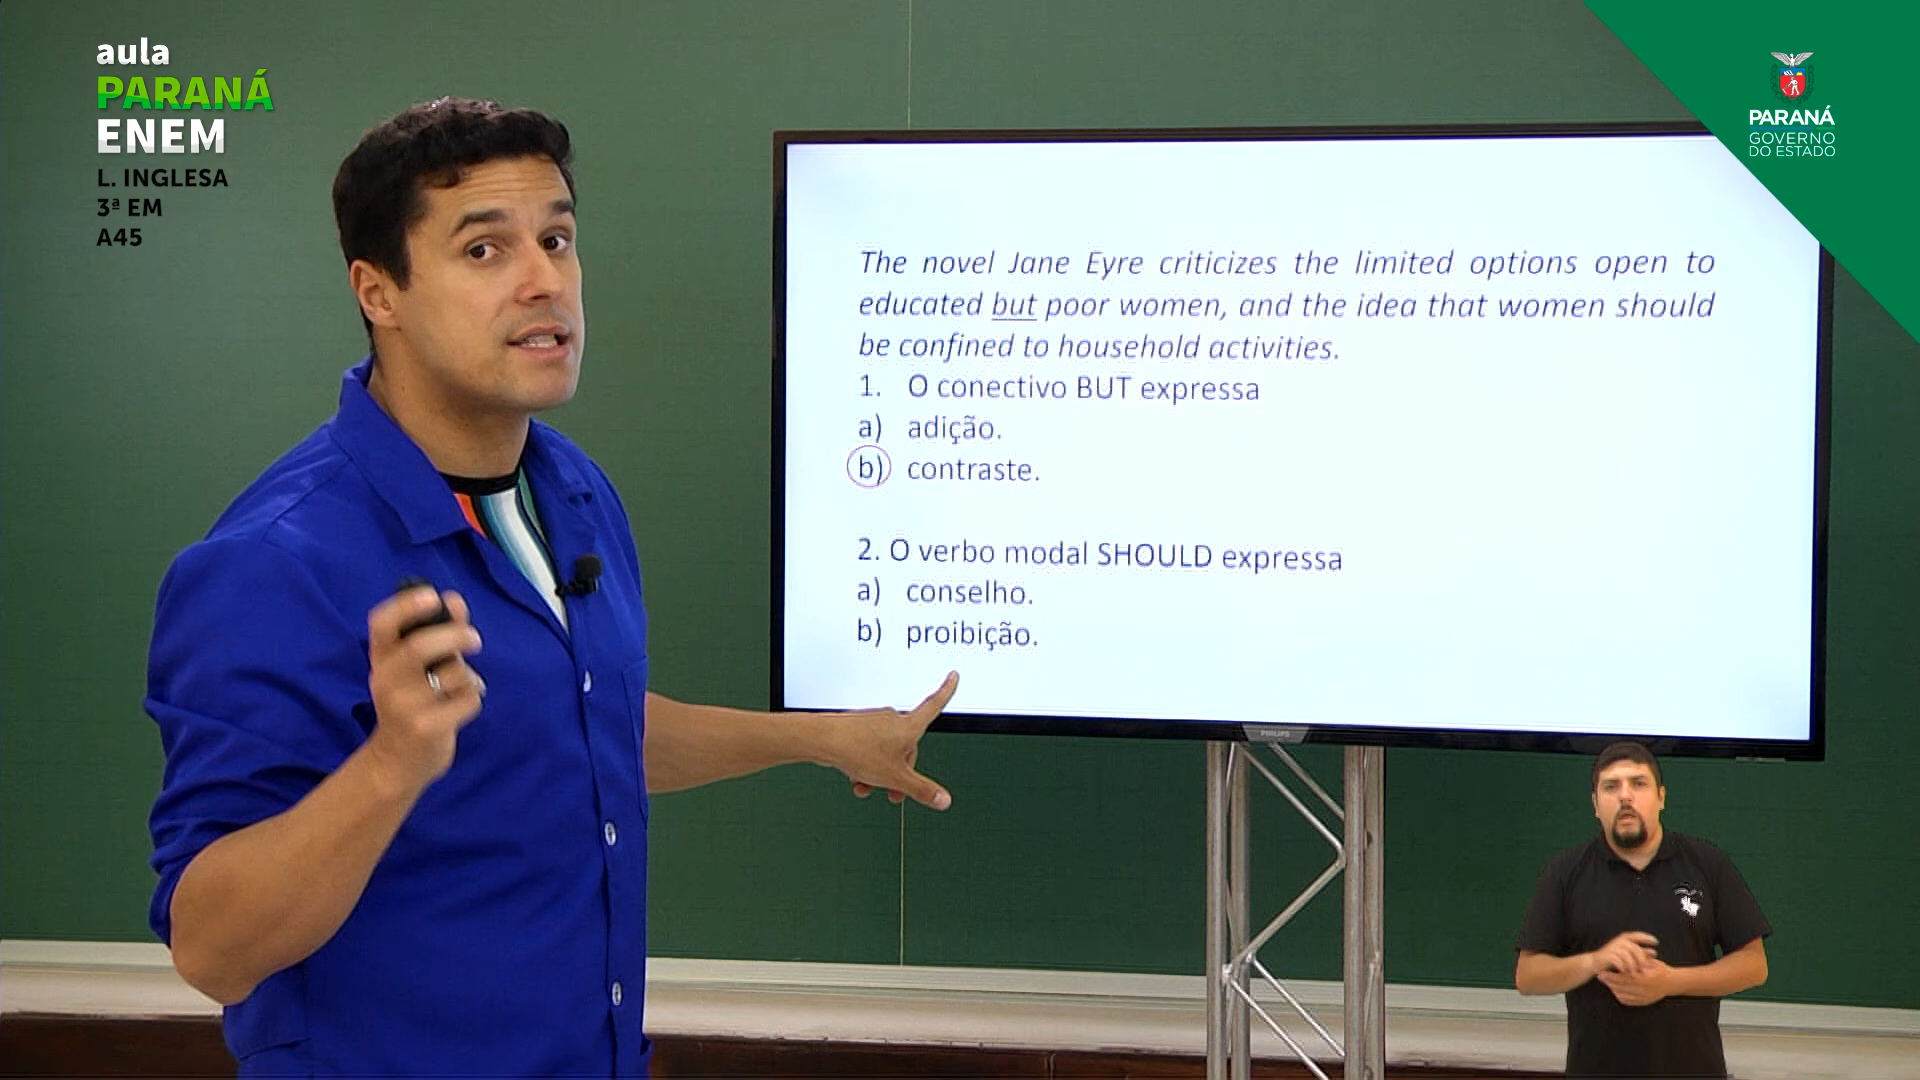 aula
PARANÁ
ENEM
L. INGLESA
3ª EM
A45
PARANÁ
GOVERNO
DO ESTADO
The novel Jane Eyre criticizes the limited options open to
educated but poor women, and the idea that women should
be confined to household activities.
1. O conectivo BUT expressa
a) adição.
b) contraste.
2. O verbo modal SHOULD expressa
a) conselho.
b) proibição.
PHILIPS